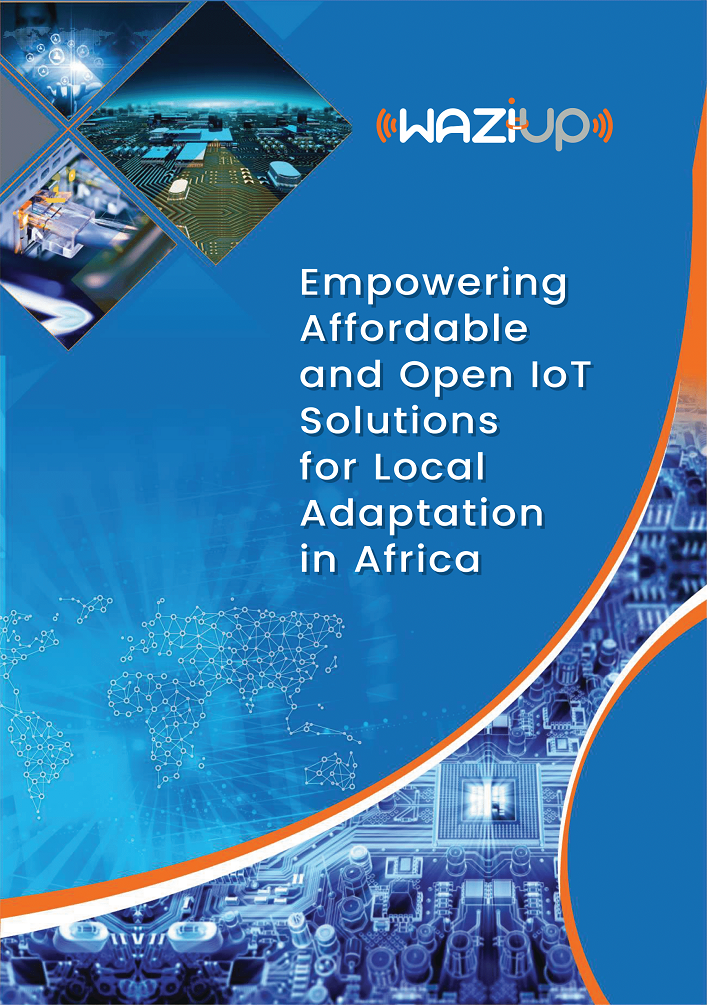 WAZIUP
Empowering
Affordable
and Open IoT
Solutions
for Local
Adaptation
in Africa